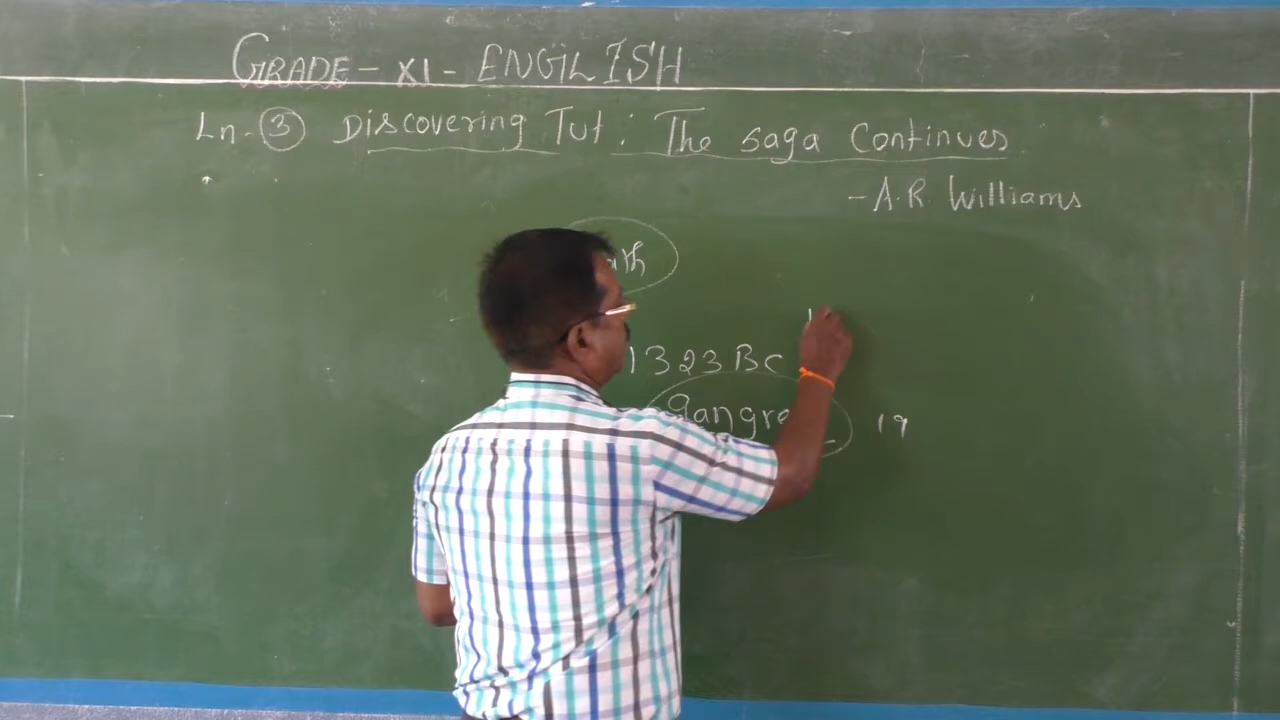 GRADE - XI - ENGLISH
Ln. 3 Discovering Tut : The saga Continues
- A.R. Williams
1323 BC
19